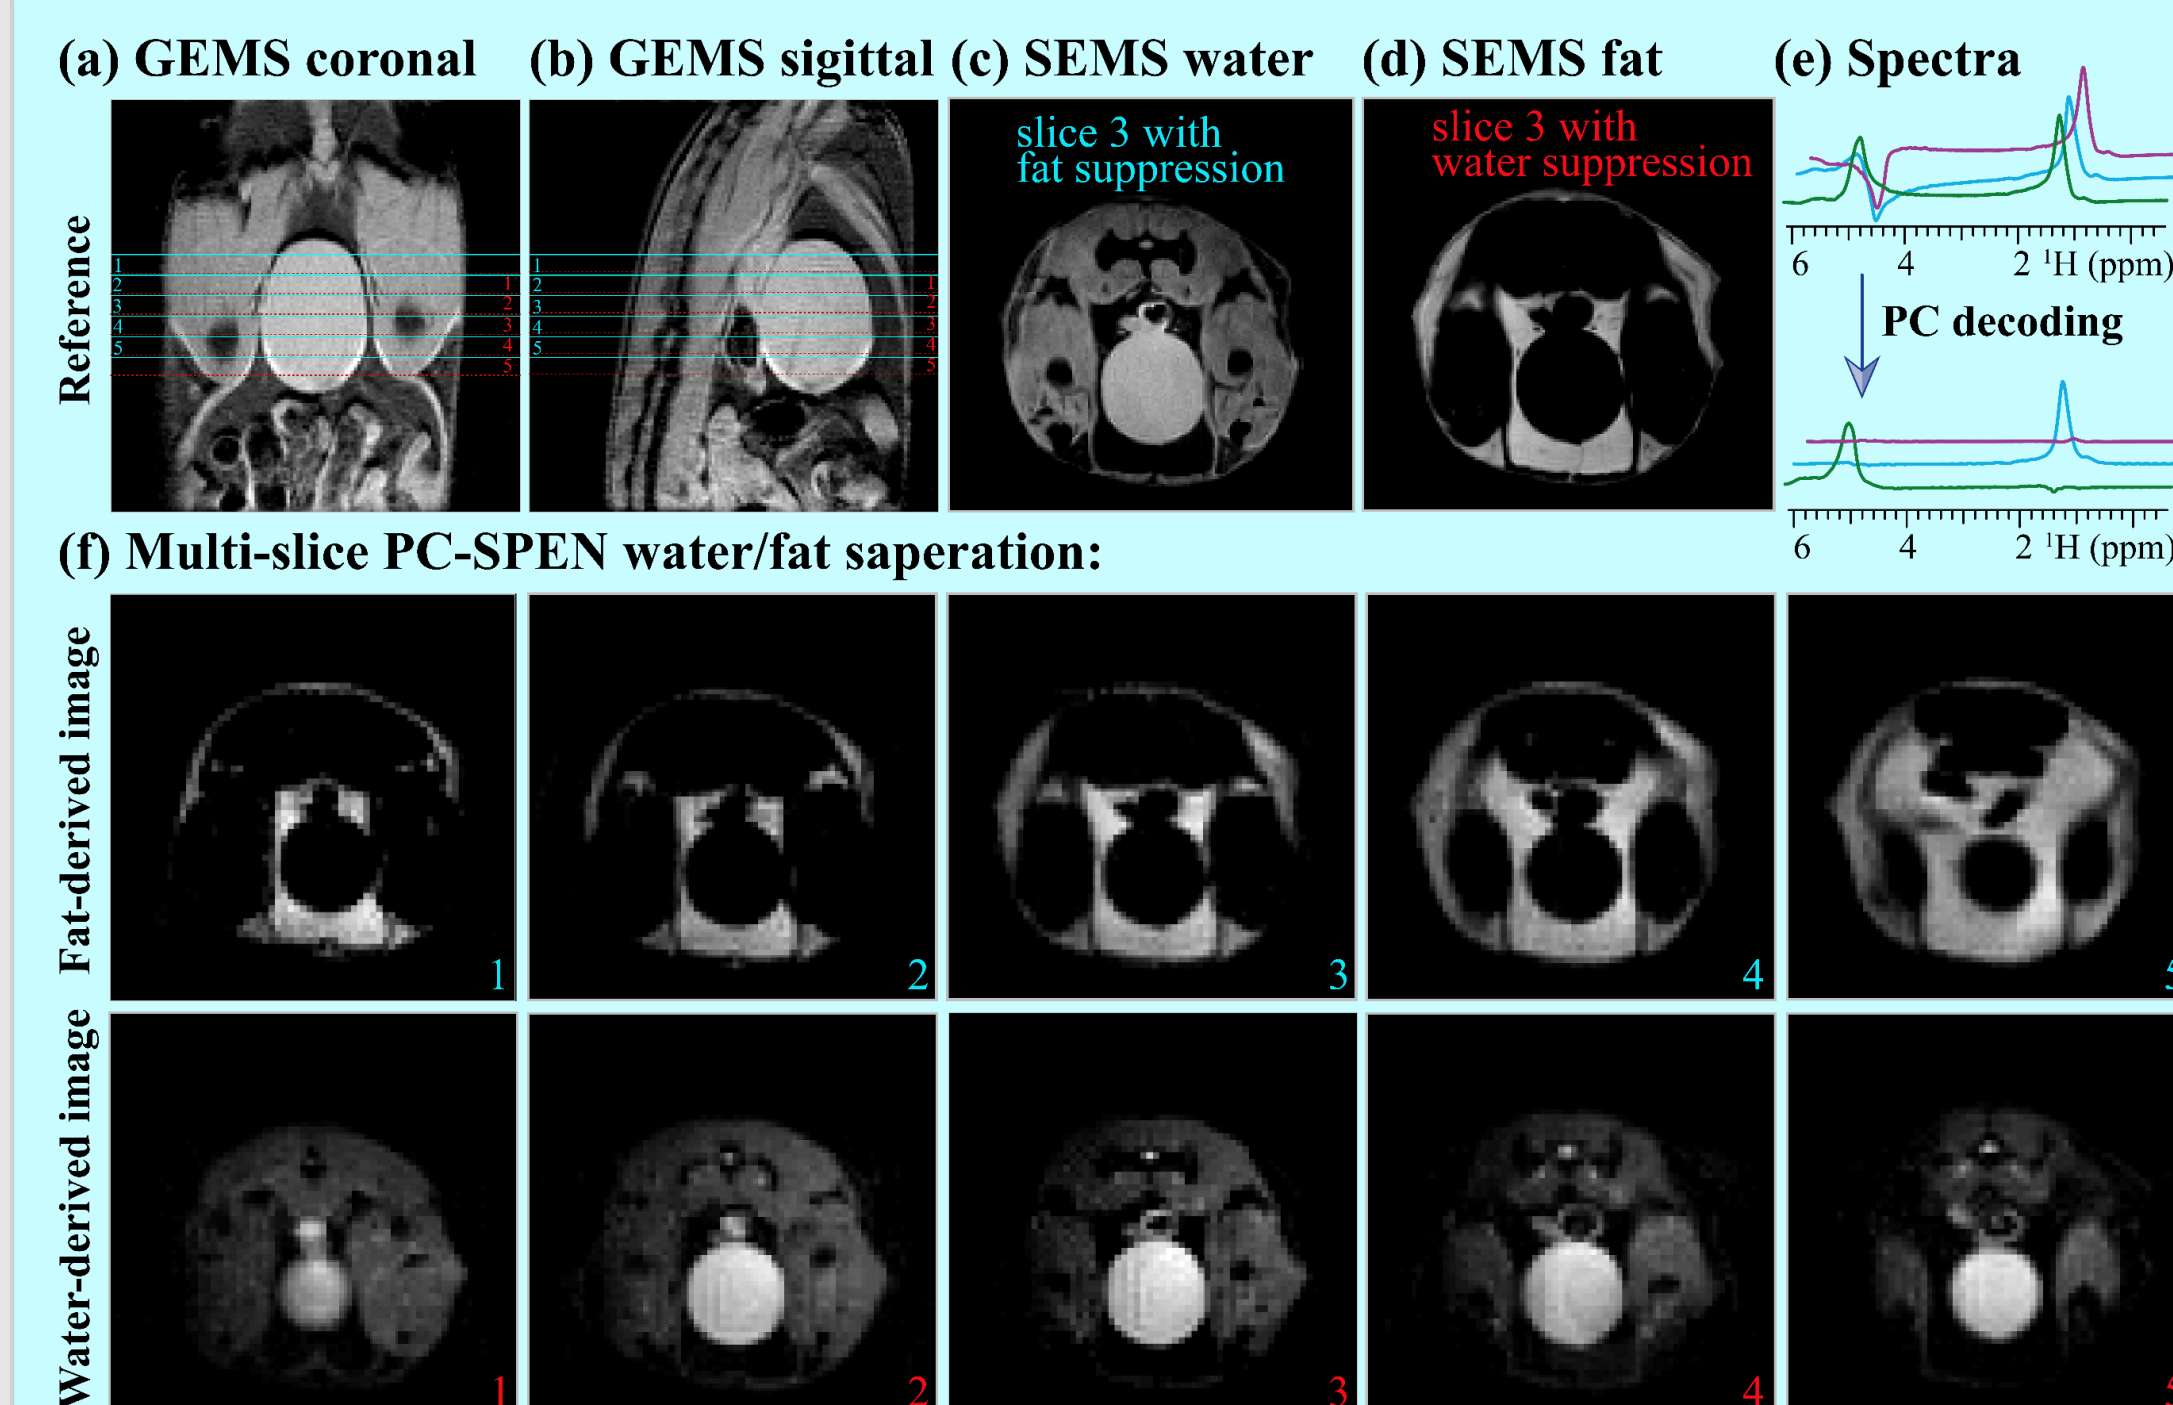 (a) GEMS coronal
(b) GEMS sigittal
(c) SEMS water
(d) SEMS fat
(e) Spectra
Reference
1
2
3
4
5
1
2
3
4
5
1
2
3
4
5
1
2
3
4
5
slice 3 with
fat suppression
slice 3 with
water suppression
6 4 2 ¹H (ppm)
PC decoding
6 4 2 ¹H (ppm)
(f) Multi-slice PC-SPEN water/fat saperation:
Fat-derived image
1
2
3
4
5
Water-derived image
1
2
3
4
5